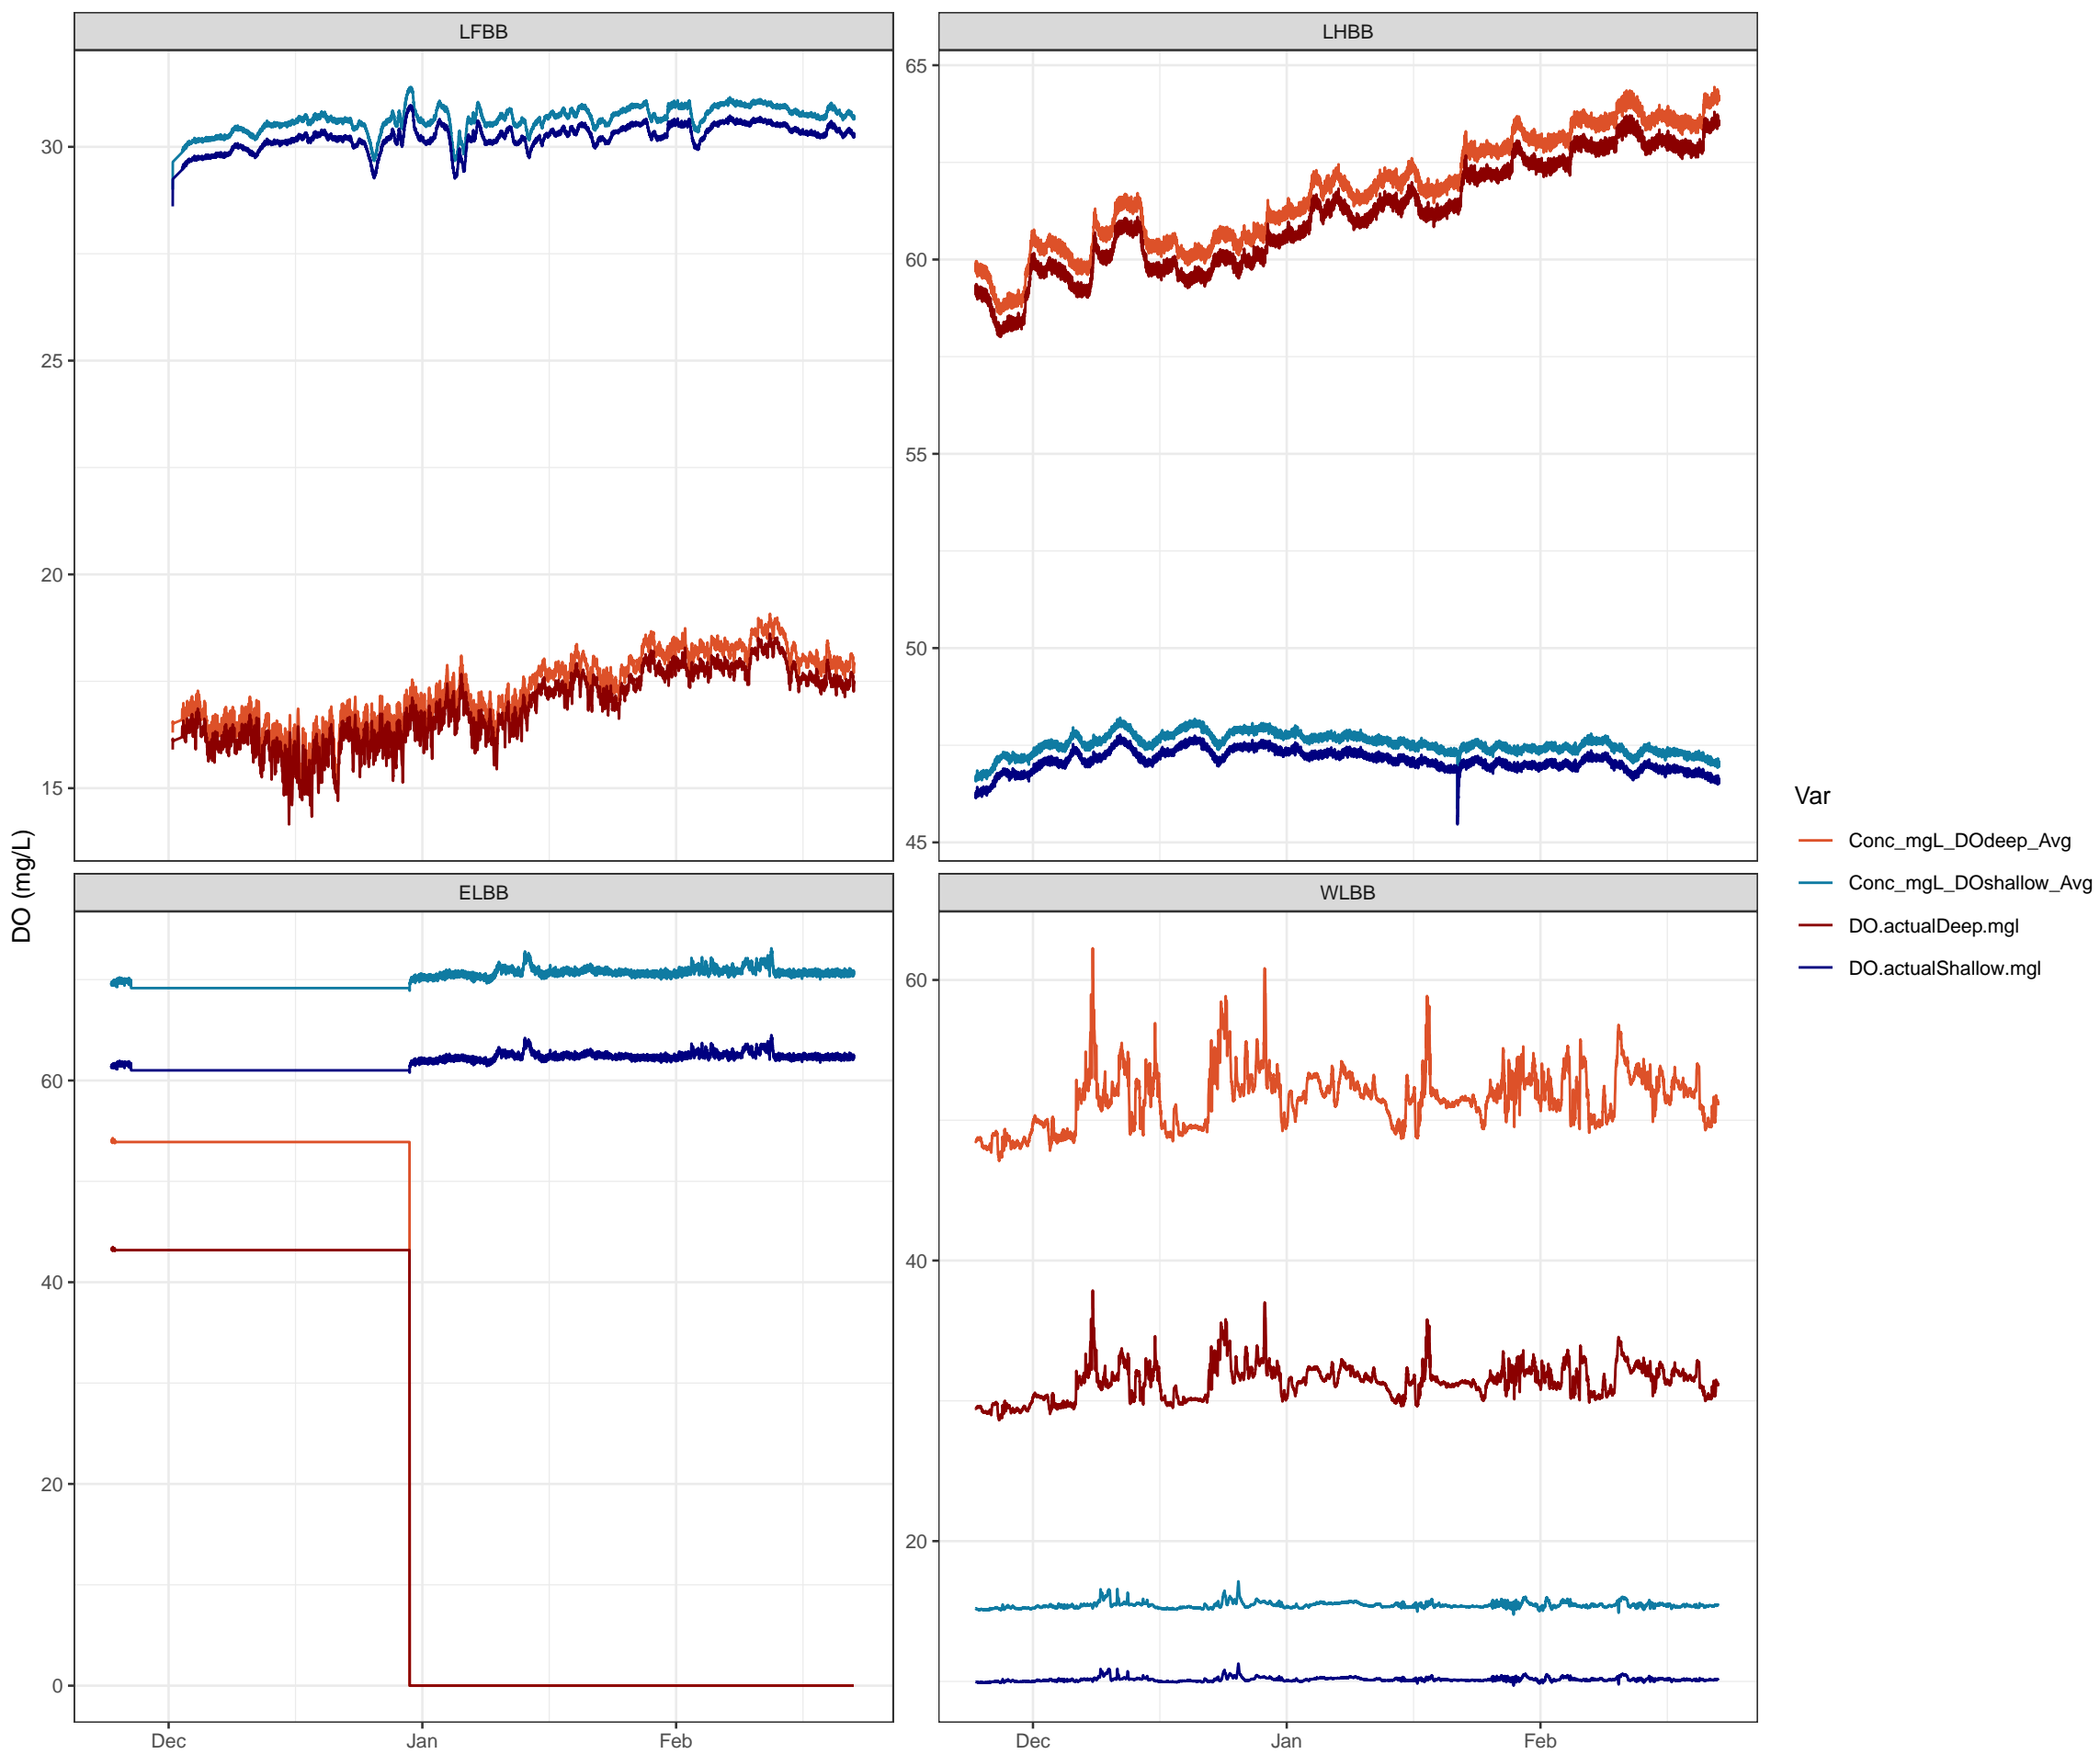 LFBB
LHBB
30
25
20
15
65
60
55
50
45
DO (mg/L)
ELBB
WLBB
60
40
20
0
60
40
20
Dec
Jan
Feb
Dec
Jan
Feb
Var
Conc_mgL_DOdeep_Avg
Conc_mgL_DOshallow_Avg
DO.actualDeep.mgl
DO.actualShallow.mgl